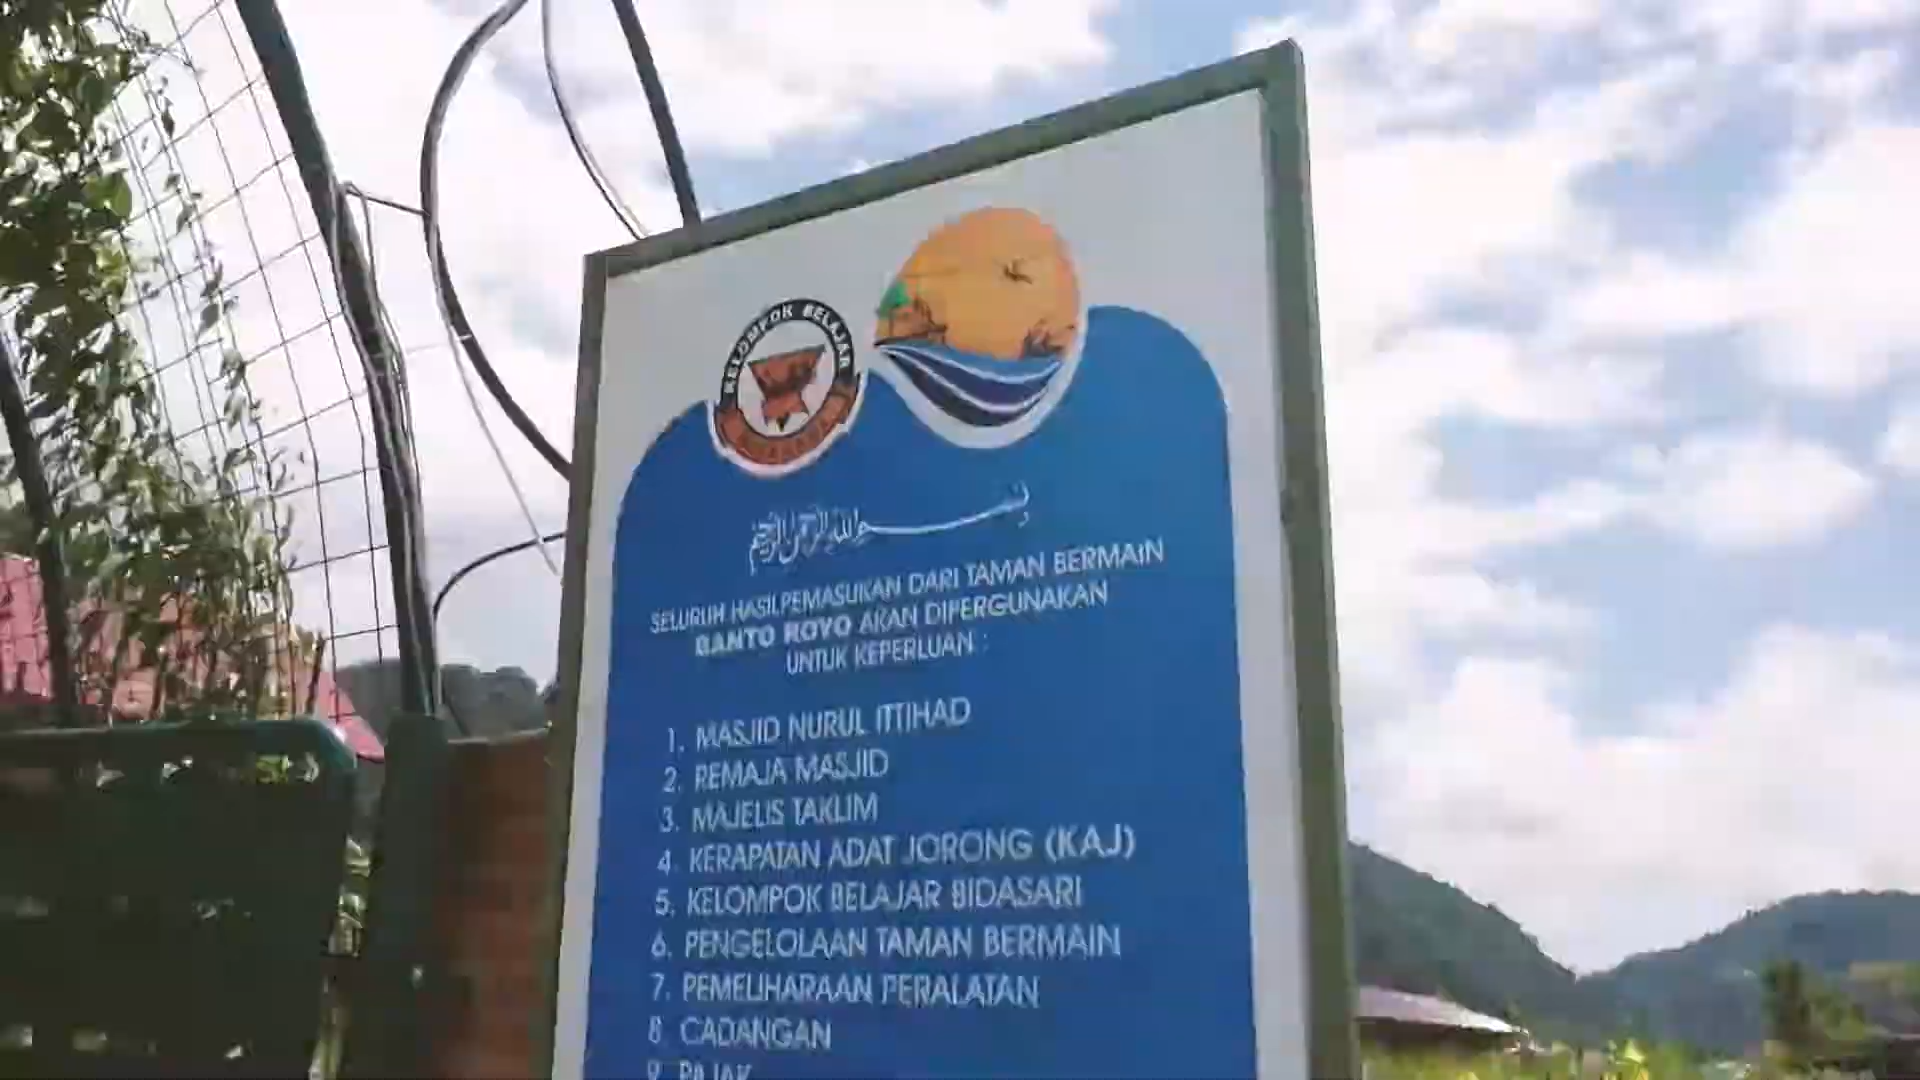 KELOMPOK BELAJAR
بسم الله الرحمن الرحيم
SELURUH HASIL PEMASUKAN DARI TAMAN BERMAIN
BANTO ROYO AKAN DIPERGUNAKAN
UNTUK KEPERLUAN :
1. MASJID NURUL ITTIHAD
2. REMAJA MASJID
3. MAJELIS TAKLIM
4. KERAPATAN ADAT JORONG (KAJ)
5. KELOMPOK BELAJAR BIDASARI
6. PENGELOLAAN TAMAN BERMAIN
7. PEMELIHARAAN PERALATAN
8. CADANGAN
9. PAJAK